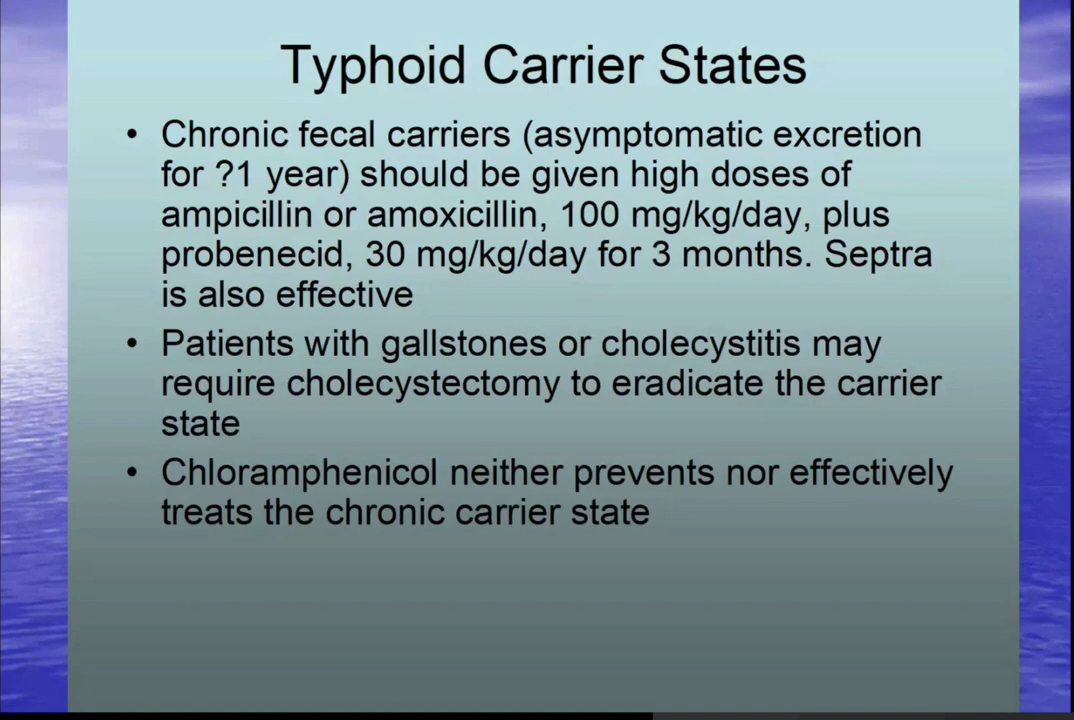 Typhoid Carrier States
• Chronic fecal carriers (asymptomatic excretion
for ?1 year) should be given high doses of
ampicillin or amoxicillin, 100 mg/kg/day, plus
probenecid, 30 mg/kg/day for 3 months. Septra
is also effective
• Patients with gallstones or cholecystitis may
require cholecystectomy to eradicate the carrier
state
• Chloramphenicol neither prevents nor effectively
treats the chronic carrier state